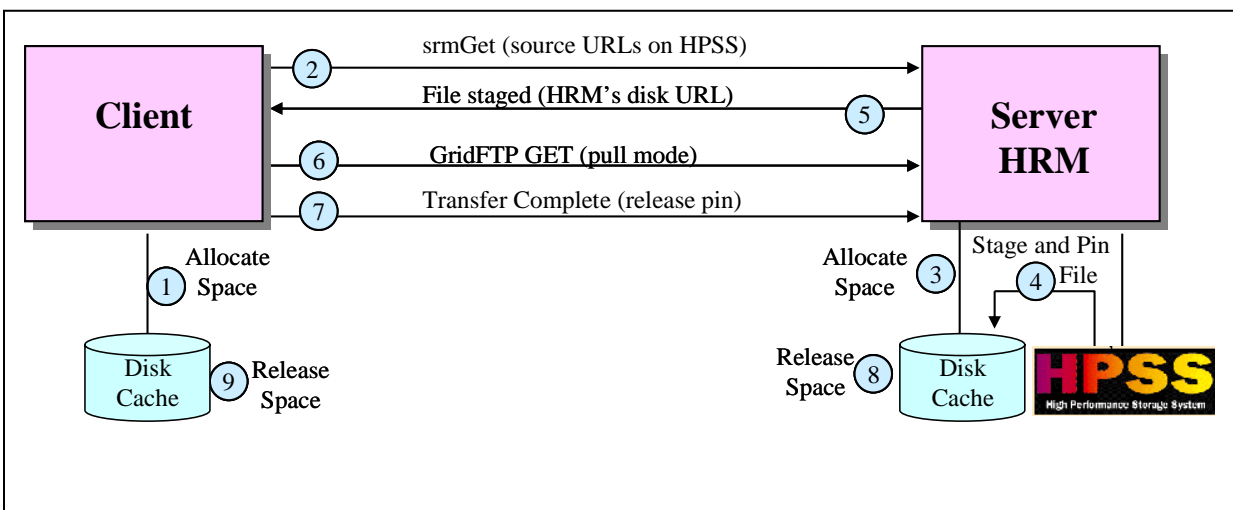 srmGet (source URLs on HPSS)
2
File staged (HRM's disk URL)
5
Client
Server
HRM
6
GridFTP GET (pull mode)
7
Transfer Complete (release pin)
1
Allocate
Space
Allocate
Space
3
Stage and Pin
File
4
Disk
Cache
9
Release
Space
Release
Space
8
Disk
Cache
HPSS
High Performance Storage System